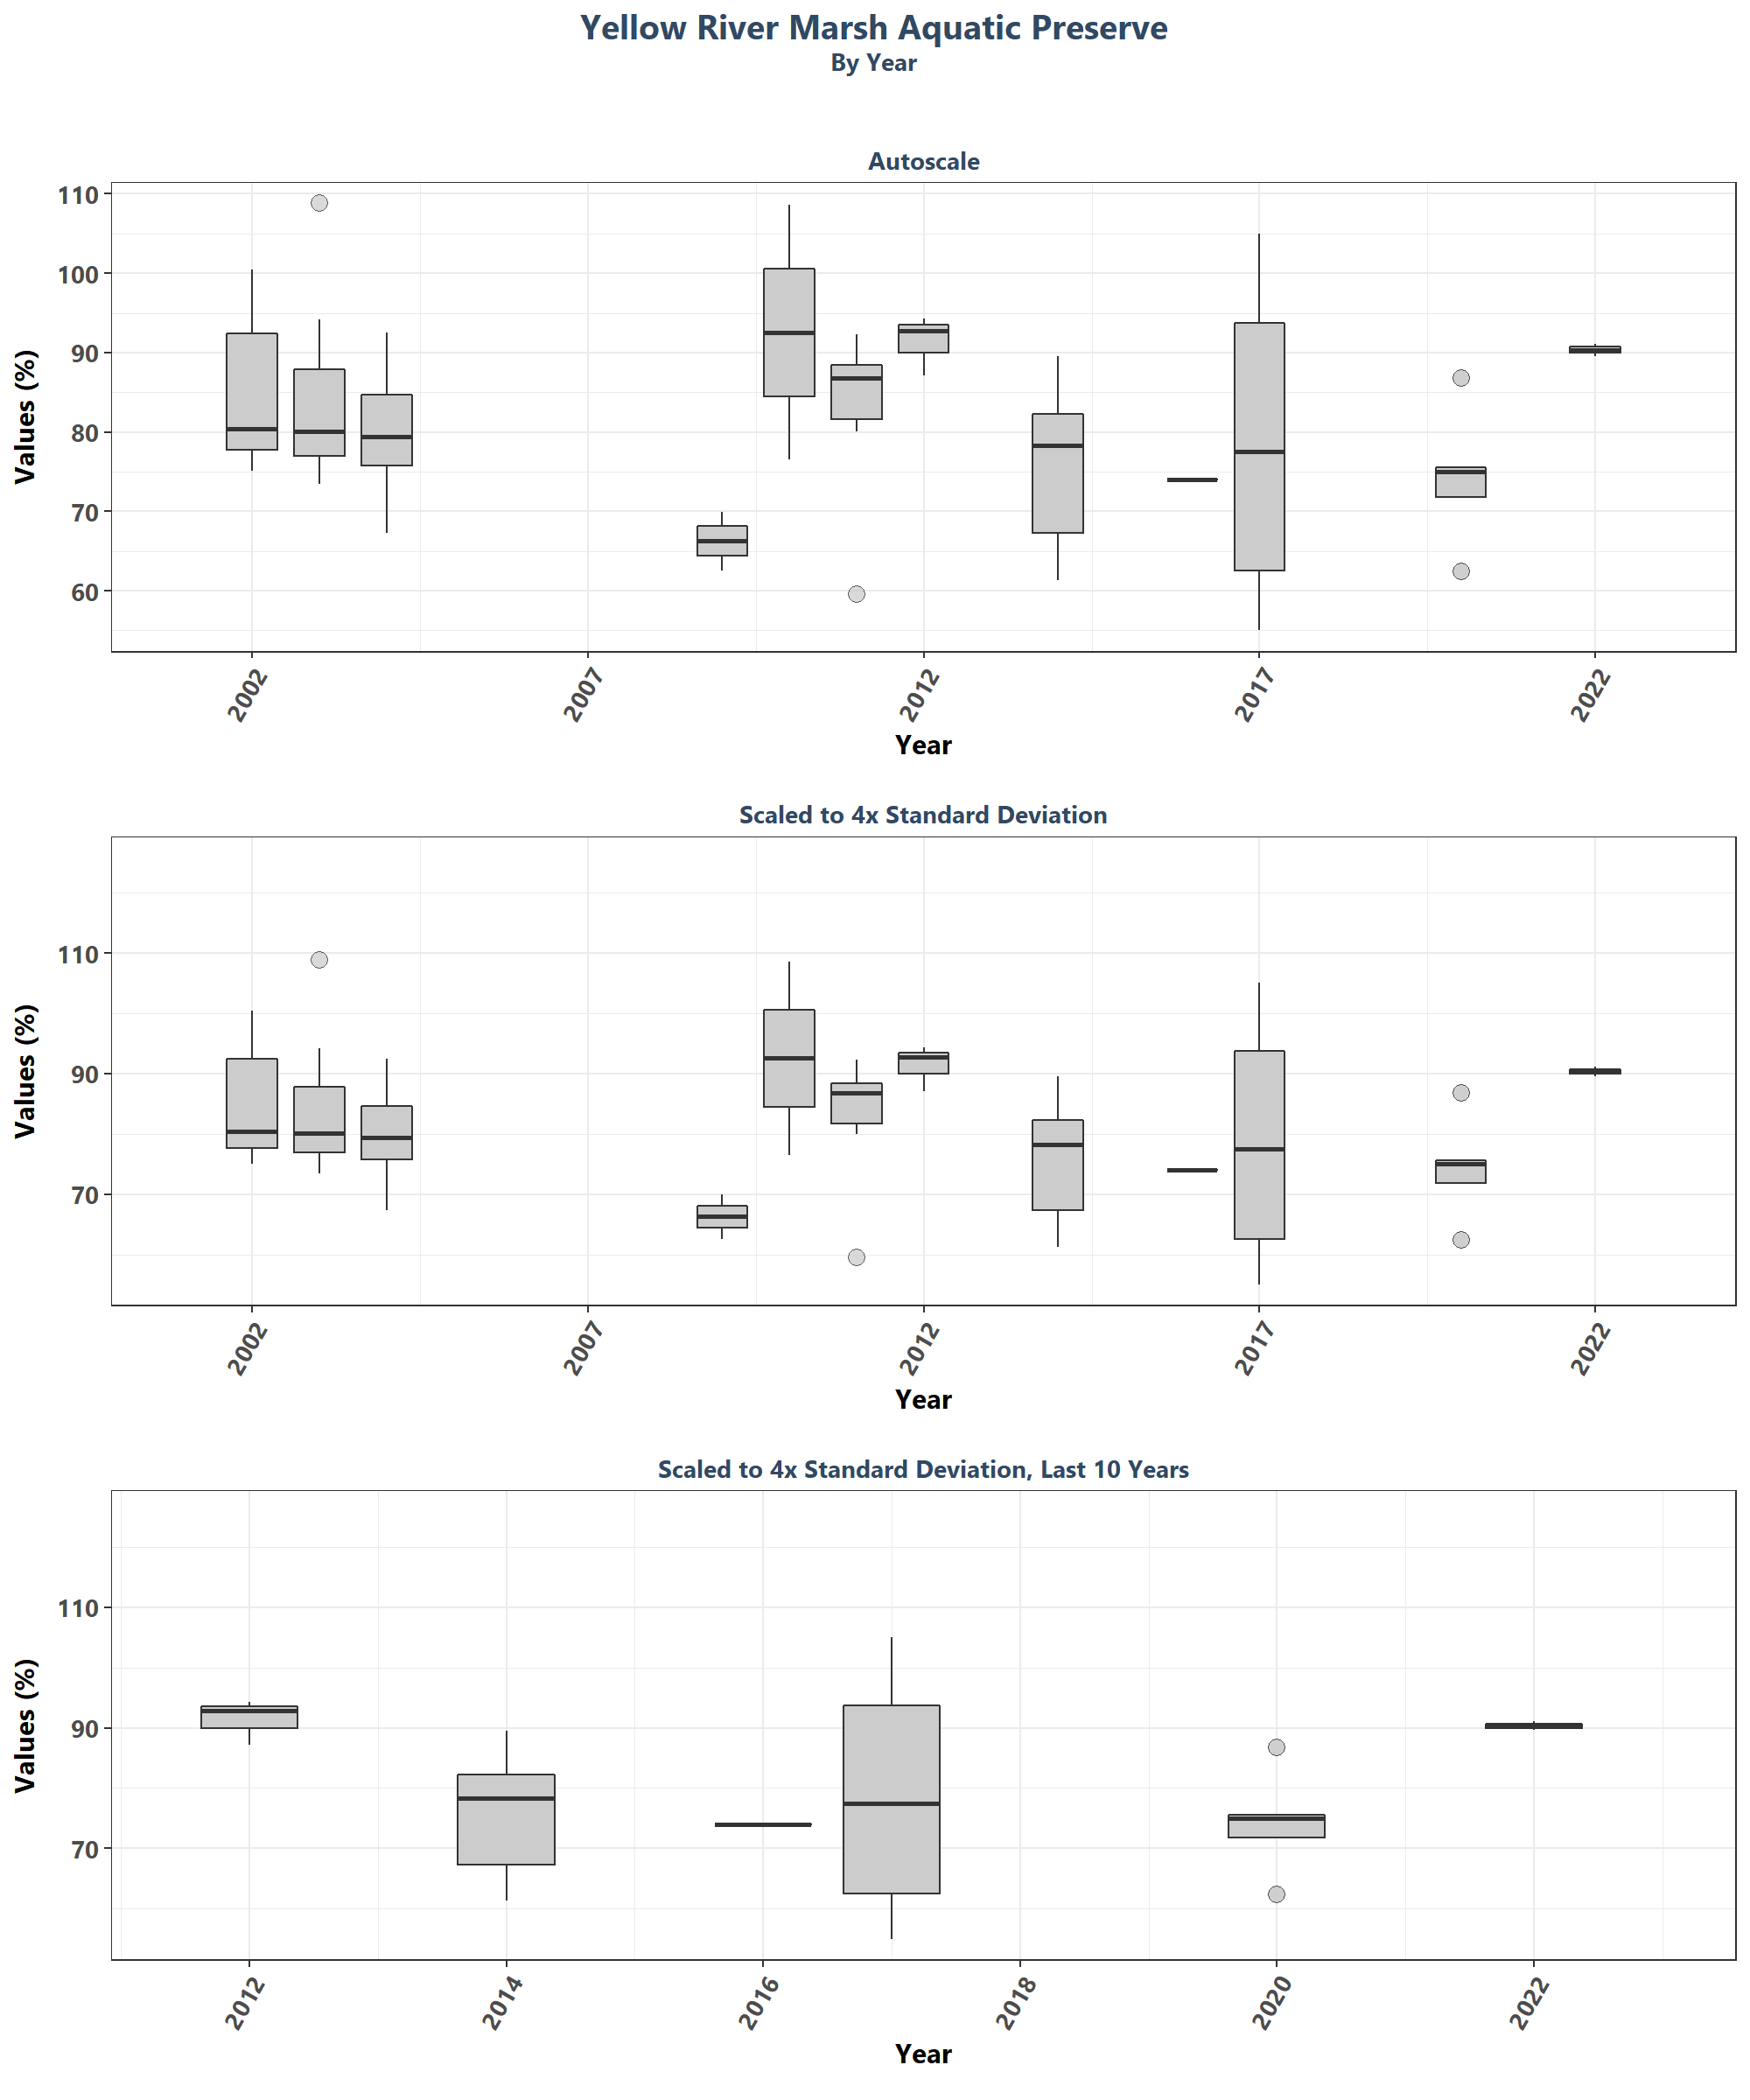 Yellow River Marsh Aquatic Preserve
By Year
Autoscale
Values (%)
110
100
90
80
70
60
2002
2007
2012
2017
2022
Year
Scaled to 4x Standard Deviation
Values (%)
110
90
70
2002
2007
2012
2017
2022
Year
Scaled to 4x Standard Deviation, Last 10 Years
Values (%)
110
90
70
2012
2014
2016
2018
2020
2022
Year